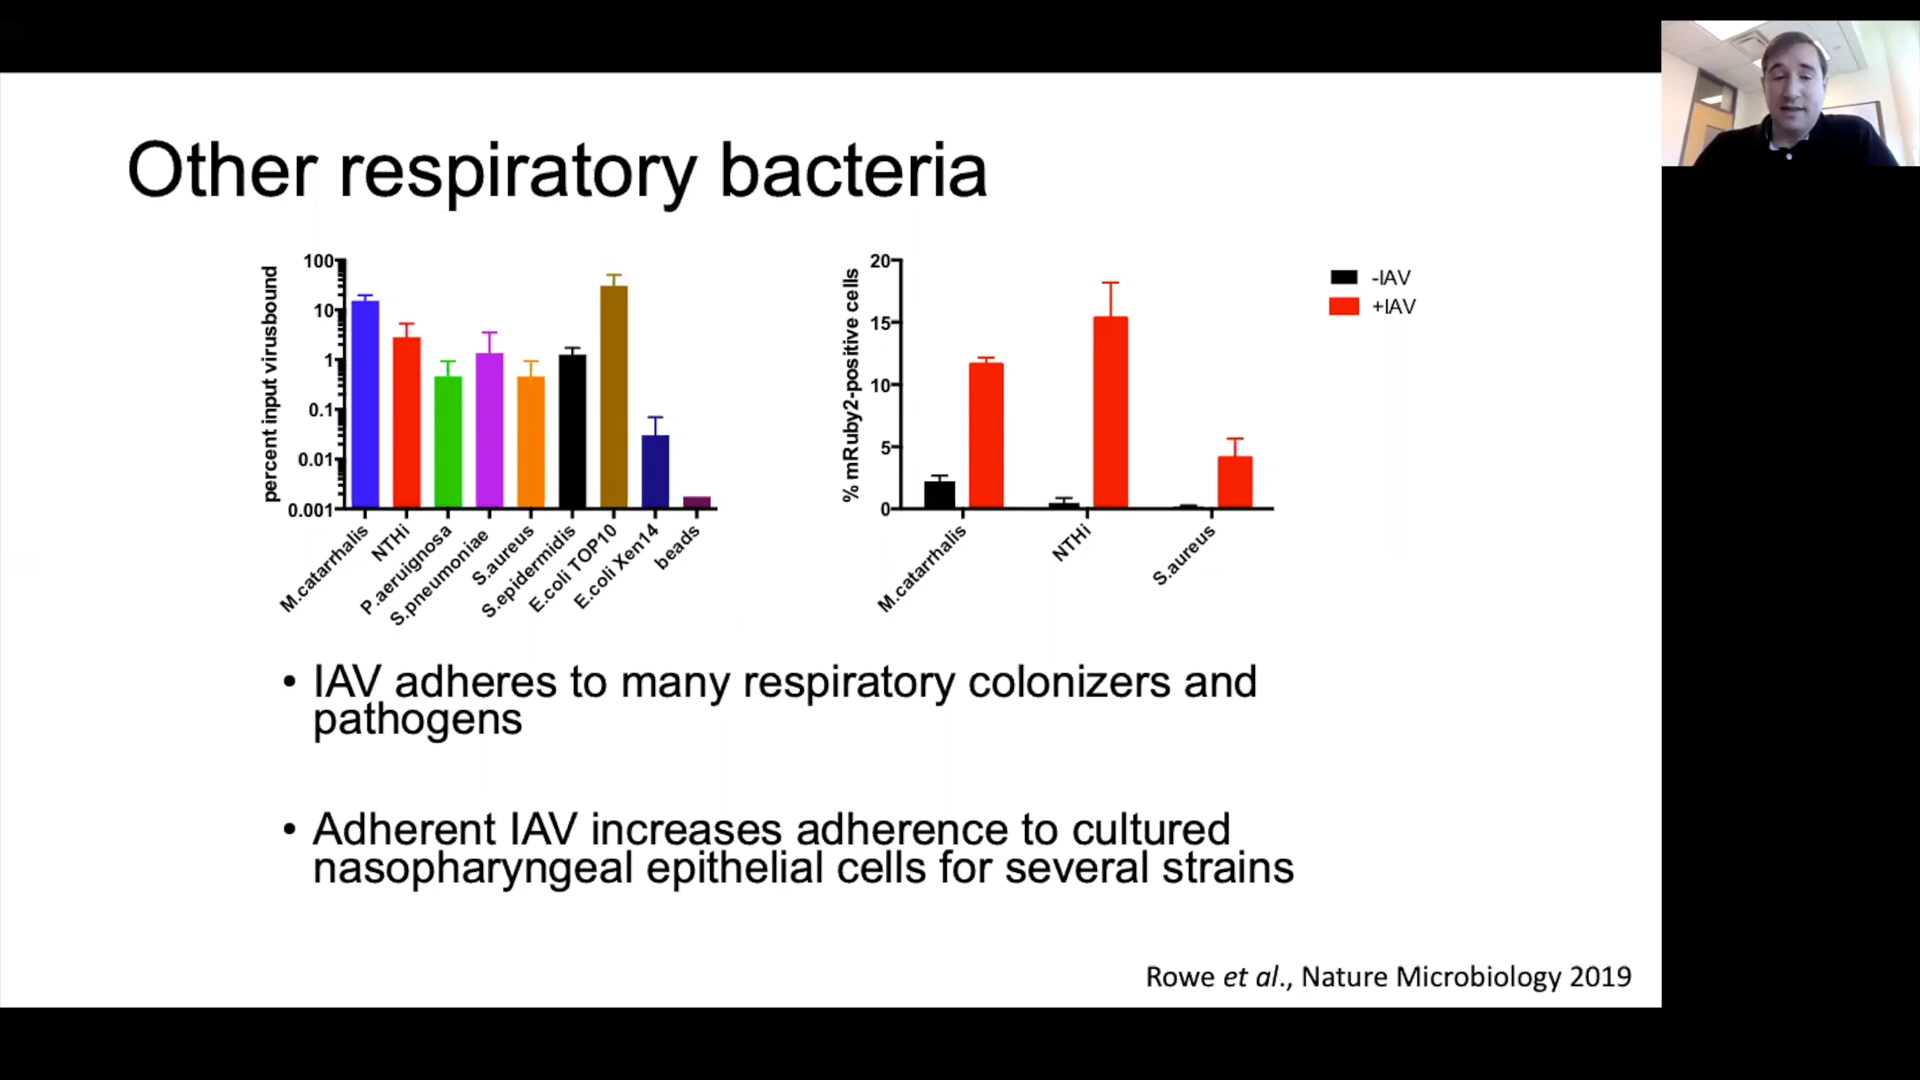 Other respiratory bacteria
percent input virusbound
100
10
1
0.1
0.01
0.001
M.catarrhalis
NTHi
P.aeruignosa
S.pneumoniae
S.aureus
S.epidermidis
E.coli TOP10
E.coli Xen14
beads
% mRuby2-positive cells
20
15
10
5
0
M.catarrhalis
NTHi
S.aureus
-IAV
+IAV
• IAV adheres to many respiratory colonizers and
pathogens
• Adherent IAV increases adherence to cultured
nasopharyngeal epithelial cells for several strains
Rowe et al., Nature Microbiology 2019